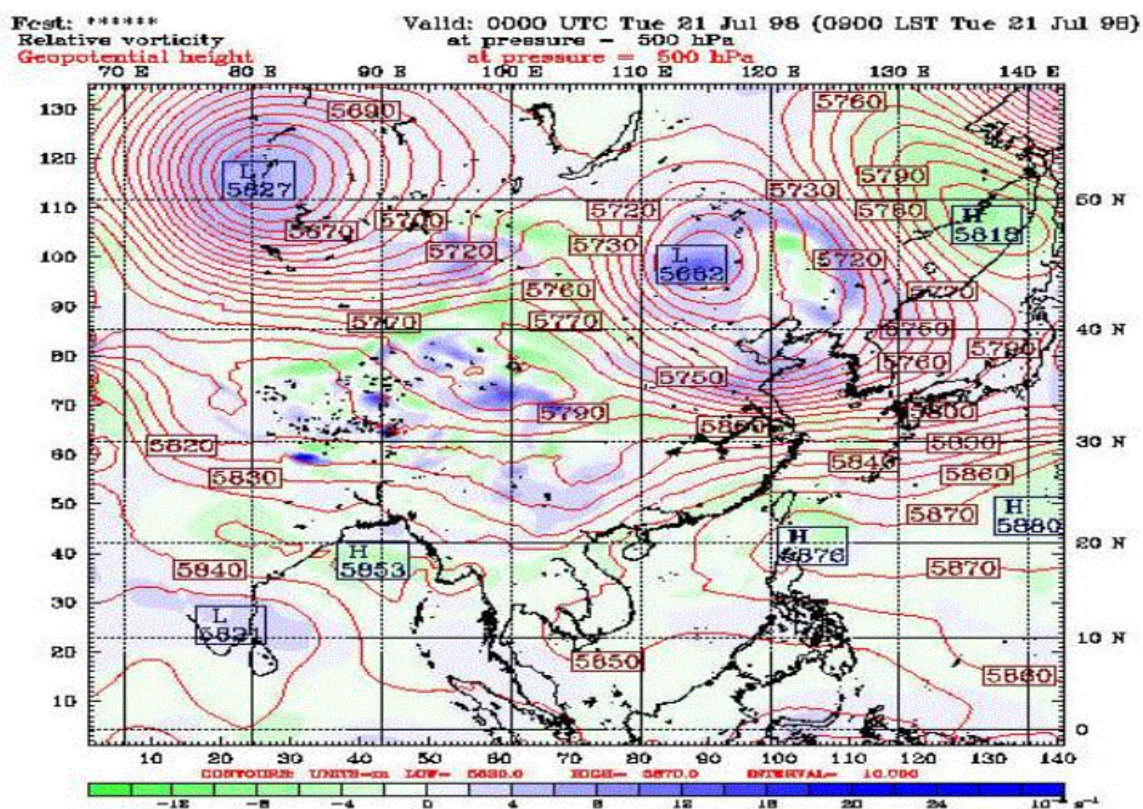 Fcst: ******
Valid: 0000 UTC Tue 21 Jul 98 (0900 LST Tue 21 Jul 98)
Relative vorticity at pressure = 500 hPa
Geopotential height at pressure = 500 hPa
70 E 80 E 90 E 100 E 110 E 120 E 130 E 140 E
130 5690 5760
120 L 5790
5627 5730 50 N
110 5700 5720 5780 H
5670 5818
100 5720 5730 L 5720
5682
90 5760 5770
5770 5770 5750 40 N
80 5760 5790
5750
70 5790 5800
5820 30 N
60 5840
5830 5860
50 5870 H
5880
40 H H 20 N
5853
5840 5870
30
L
20 10 N
5850
5860
10
0
10 20 30 40 50 60 70 80 90 100 110 120 130 140
CONTOURS: UNITS=m LOW= 5630.0 HIGH= 5870.0 INTERVAL= 10.000
-12 -8 -4 0 4 8 12 16 20 24